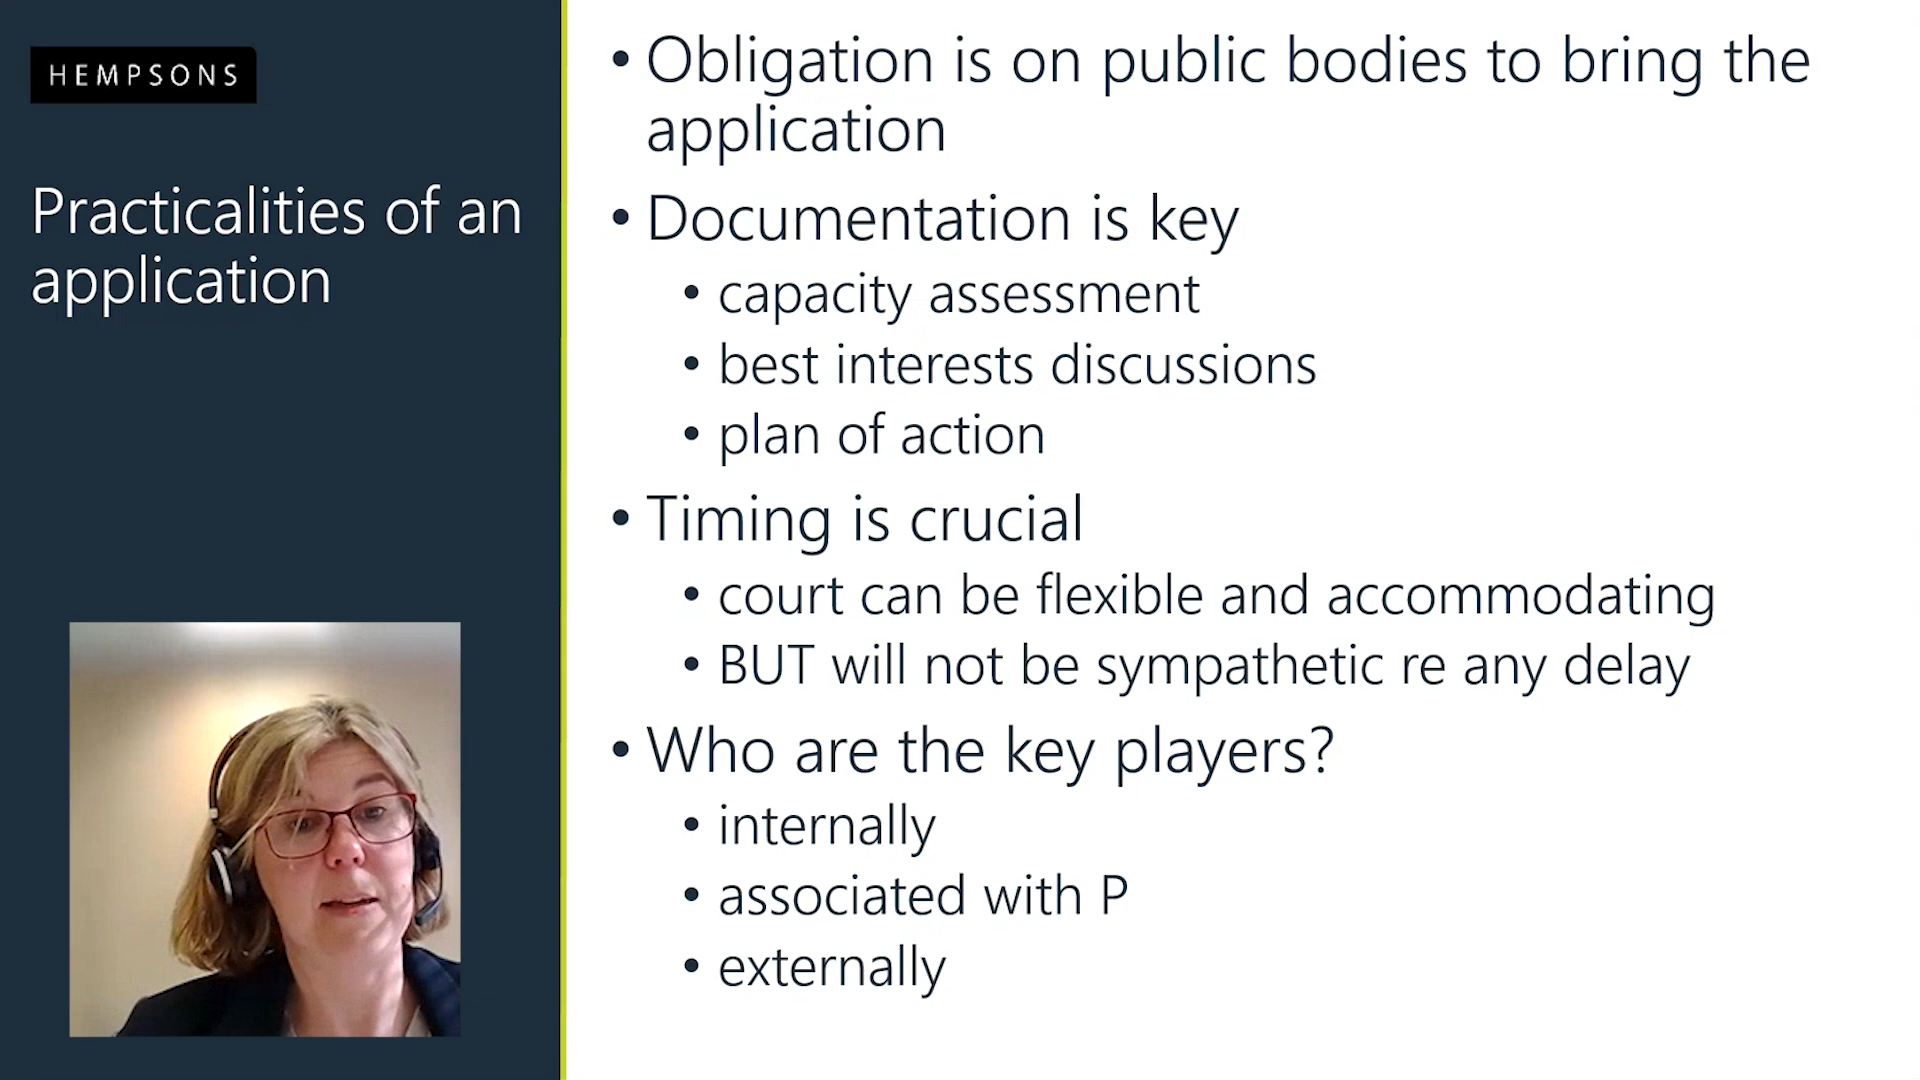 HEMPSONS
Practicalities of an
application
• Obligation is on public bodies to bring the
application
• Documentation is key
• capacity assessment
• best interests discussions
• plan of action
• Timing is crucial
• court can be flexible and accommodating
• BUT will not be sympathetic re any delay
• Who are the key players?
• internally
• associated with P
• externally